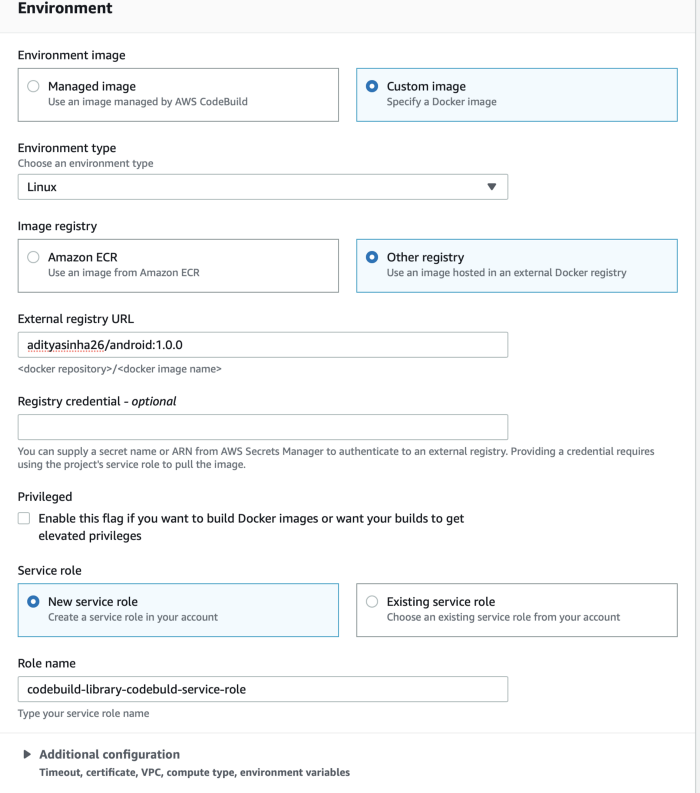 Environment
Environment image
Managed image
Use an image managed by AWS CodeBuild
Custom image
Specify a Docker image
Environment type
Choose an environment type
Linux
Image registry
Amazon ECR
Use an image from Amazon ECR
Other registry
Use an image hosted in an external Docker registry
External registry URL
adityasinha26/android:1.0.0
<docker repository>/<docker image name>
Registry credential - optional
You can supply a secret name or ARN from AWS Secrets Manager to authenticate to an external registry. Providing a credential requires
using the project's service role to pull the image.
Privileged
Enable this flag if you want to build Docker images or want your builds to get
elevated privileges
Service role
New service role
Create a service role in your account
Existing service role
Choose an existing service role from your account
Role name
codebuild-library-codebuld-service-role
Type your service role name
Additional configuration
Timeout, certificate, VPC, compute type, environment variables